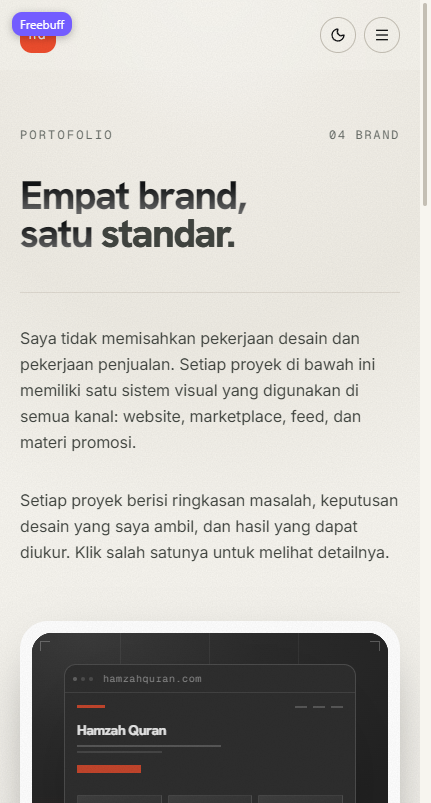 Freebuff
PORTOFOLIO
04 BRAND
Empat brand,
satu standar.
Saya tidak memisahkan pekerjaan desain dan
pekerjaan penjualan. Setiap proyek di bawah ini
memiliki satu sistem visual yang digunakan di
semua kanal: website, marketplace, feed, dan
materi promosi.
Setiap proyek berisi ringkasan masalah, keputusan
desain yang saya ambil, dan hasil yang dapat
diukur. Klik salah satunya untuk melihat detailnya.
hamzahquran.com
Hamzah Quran